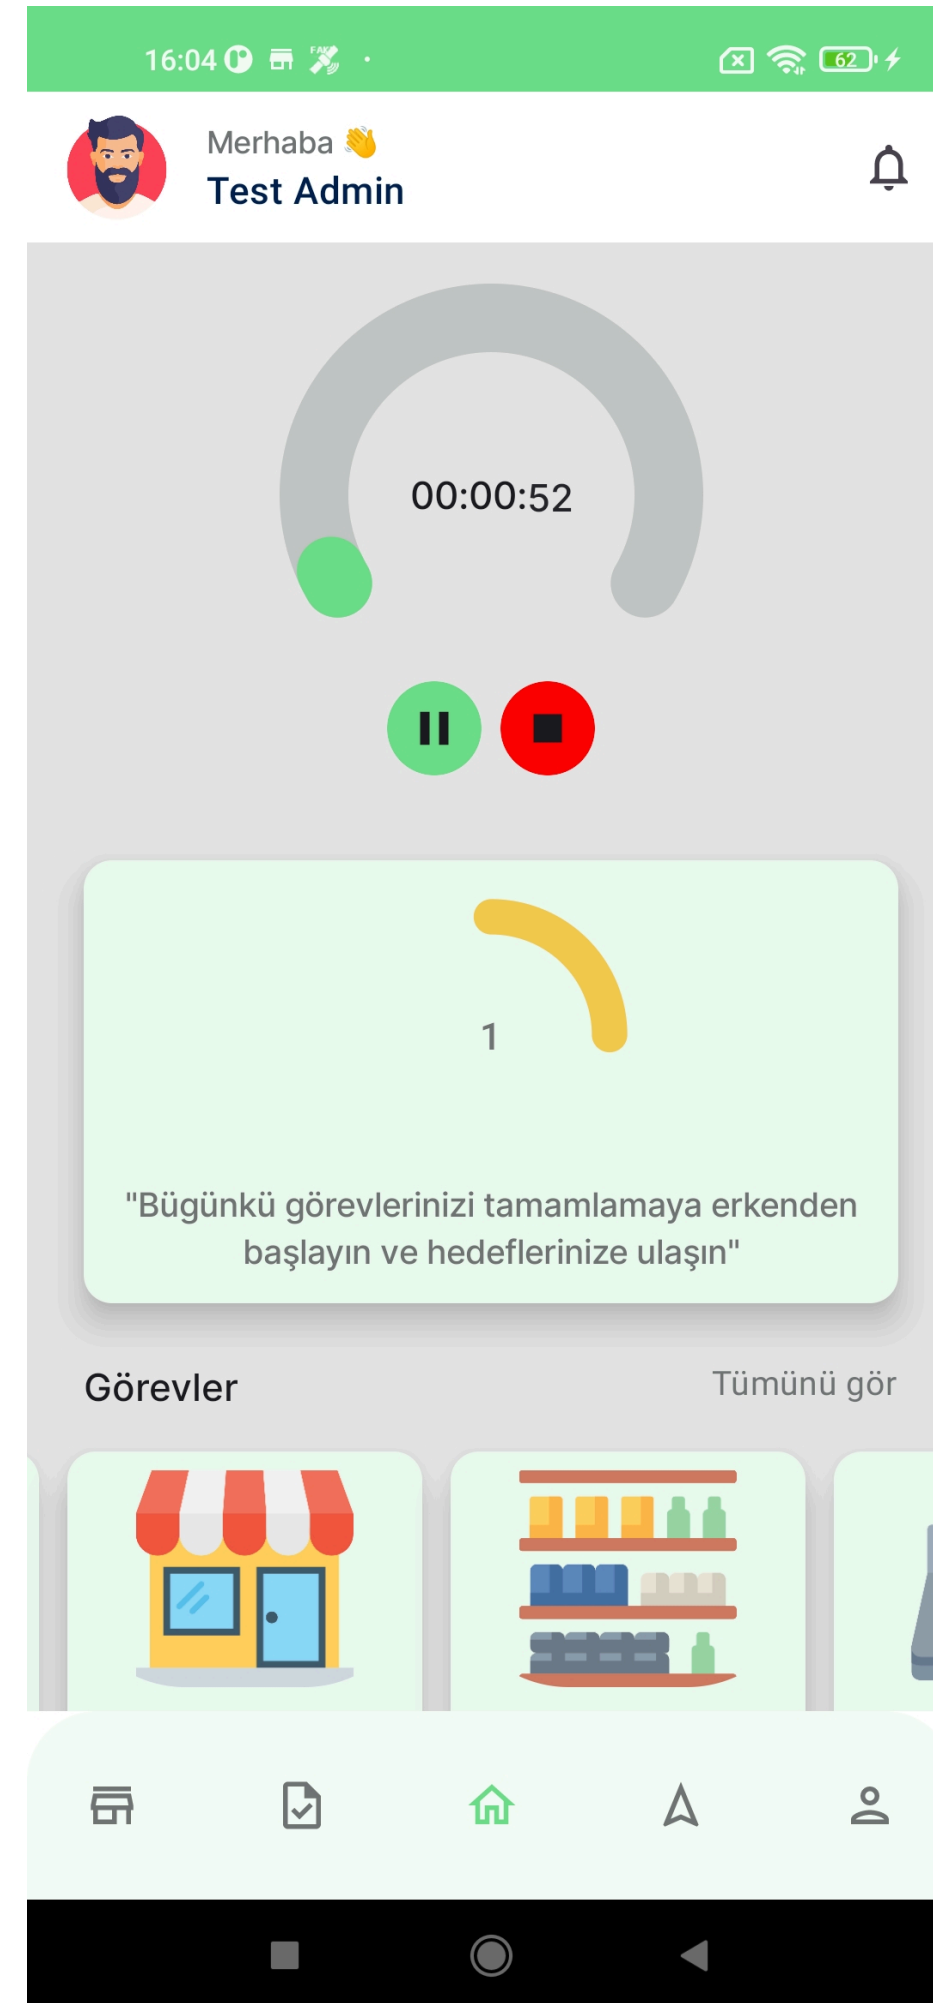 16:04
FAKE
62
Merhaba 👋
Test Admin
00:00:52
1
"Bügünkü görevlerinizi tamamlamaya erkenden
başlayın ve hedeflerinize ulaşın"
Görevler
Tümünü gör